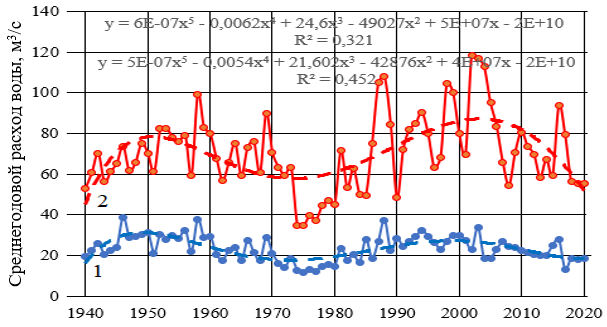 Среднегодовой расход воды, м³/с
140
120
100
80
60
40
20
0
y = 6E-07x⁵ - 0,0062x⁴ + 24,6x³ - 49027x² + 5E+07x - 2E+10
R² = 0,321
y = 5E-07x⁵ - 0,0054x⁴ + 21,602x³ - 42876x² + 4E+07x - 2E+10
R² = 0,452
2
1
1940 1950 1960 1970 1980 1990 2000 2010 2020